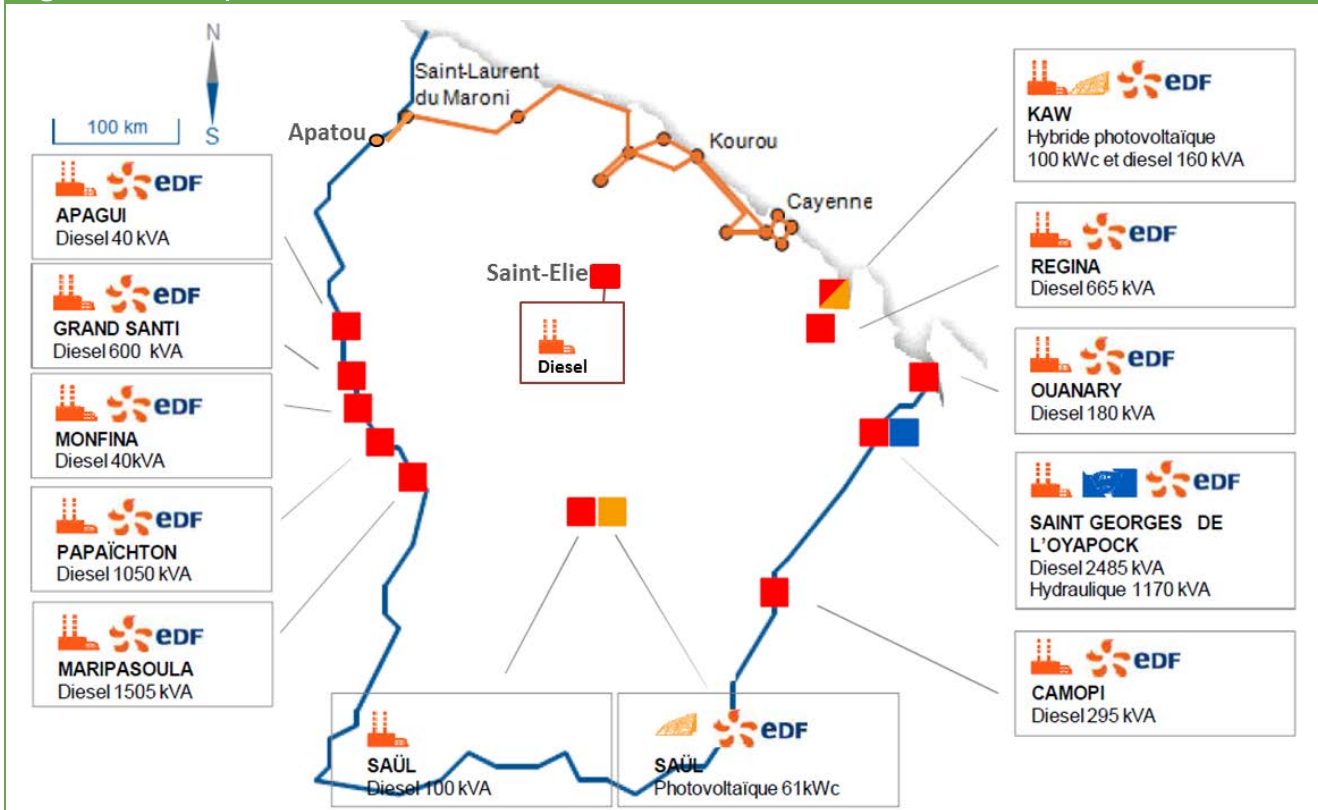 N
S
100 km
Saint-Laurent
du Maroni
Apatou
Kourou
Cayenne
Saint-Elie
Diesel
eDF
APAGUI
Diesel 40 kVA
eDF
GRAND SANTI
Diesel 600 kVA
eDF
MONFINA
Diesel 40kVA
eDF
PAPAÏCHTON
Diesel 1050 kVA
eDF
MARIPASOULA
Diesel 1505 kVA
SAÜL
Diesel 100 kVA
eDF
SAÜL
Photovoltaïque 61kWc
eDF
KAW
Hybride photovoltaïque
100 kWc et diesel 160 kVA
eDF
REGINA
Diesel 665 kVA
eDF
OUANARY
Diesel 180 kVA
eDF
SAINT GEORGES DE
L'OYAPOCK
Diesel 2485 kVA
Hydraulique 1170 kVA
eDF
CAMOPI
Diesel 295 kVA